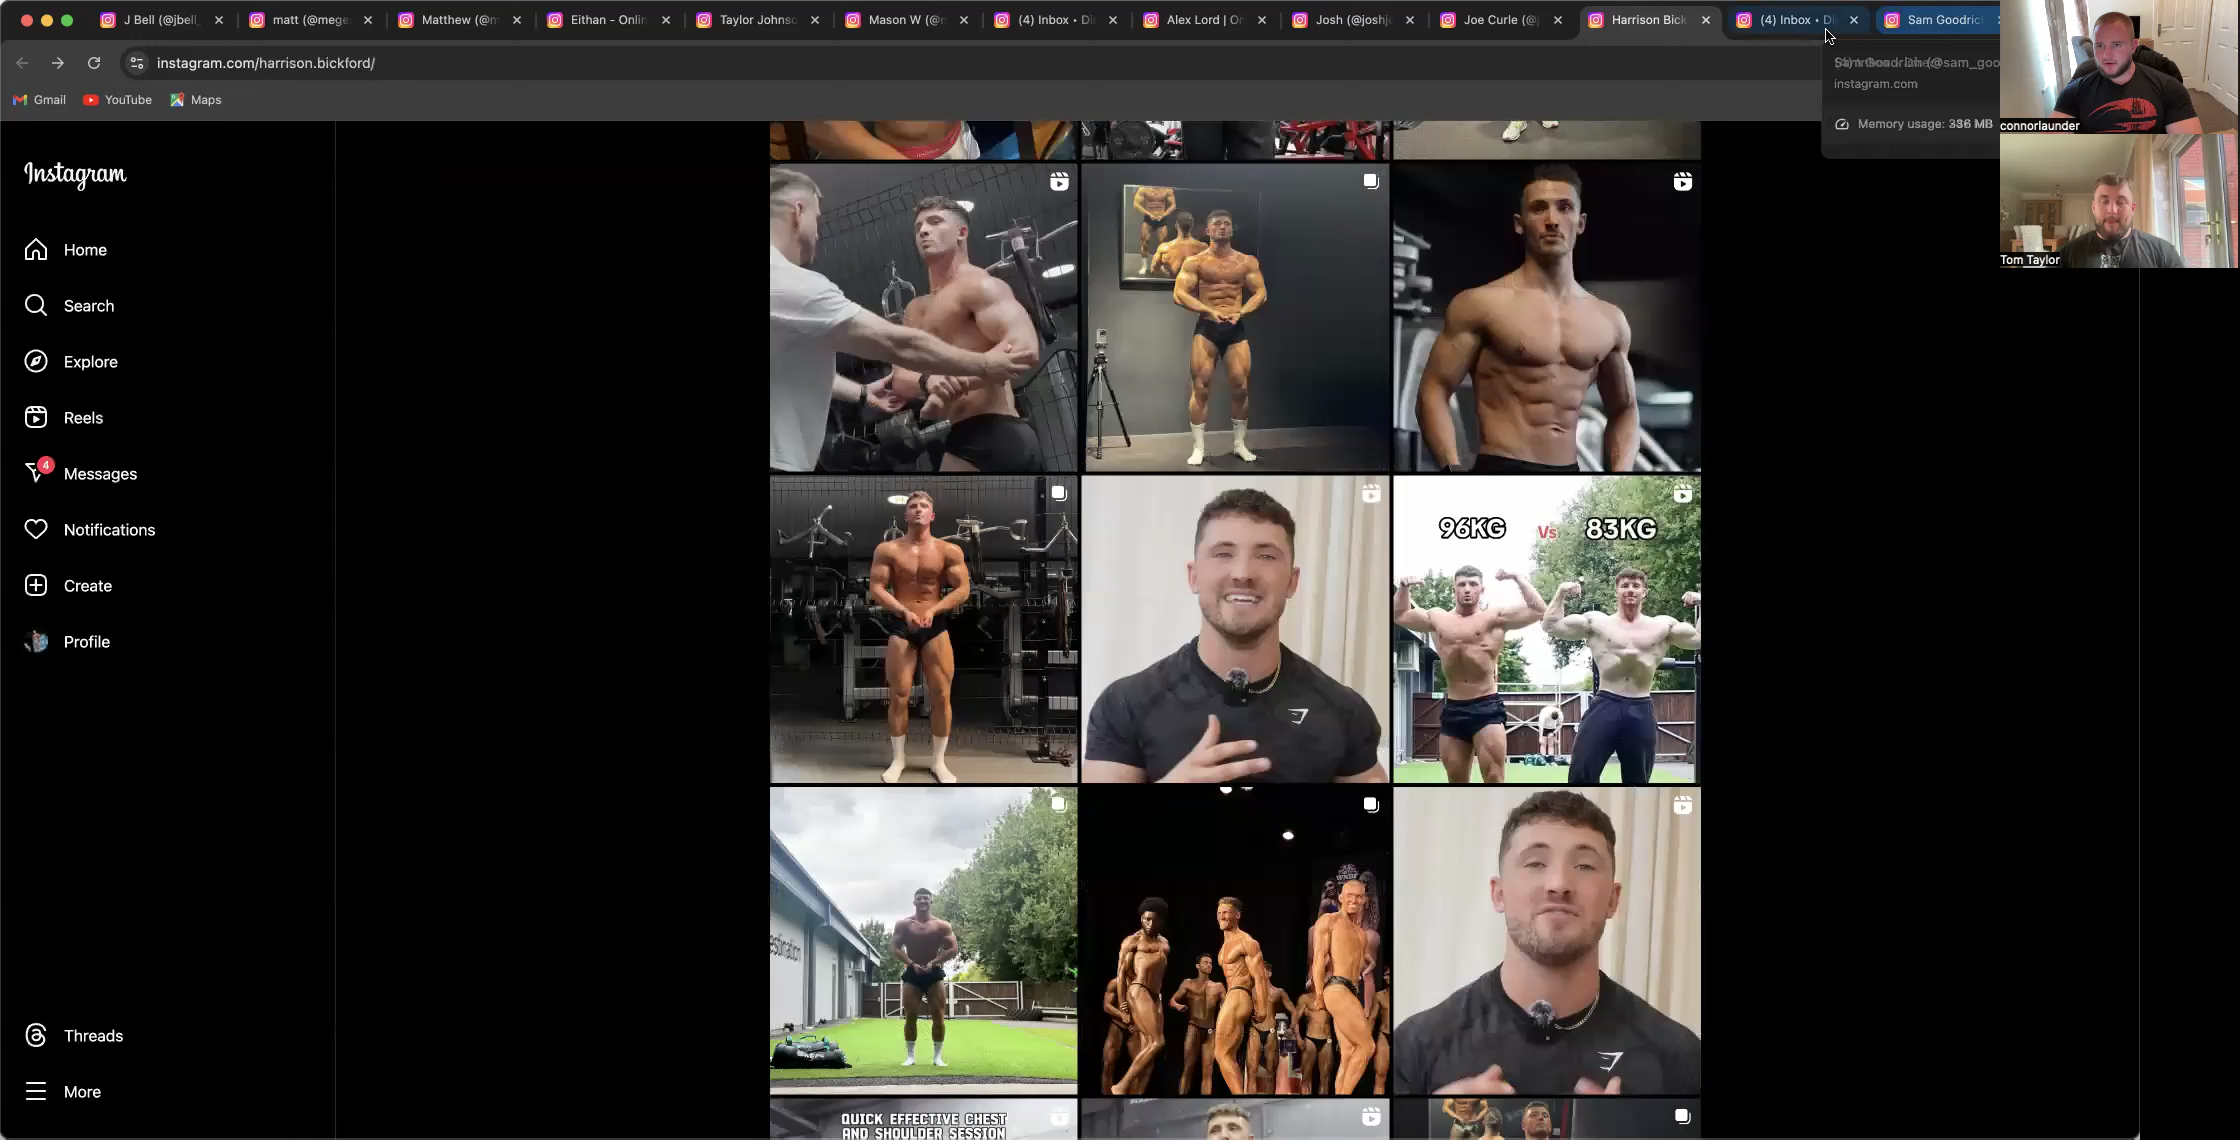 J Bell (@jbell_
matt (@mege
Matthew (@m
Eithan - Onlin
Taylor Johnso
Mason W (@n
(4) Inbox • Di
Alex Lord | O
Josh (@joshj
Joe Curle (@j
Harrison Bick
(4) Inbox • Di
Sam Goodric
instagram.com/harrison.bickford/
Gmail
YouTube
Maps
instagram.com
Memory usage: MB
connorlaunder
Tom Taylor
Instagram
Home
Search
Explore
Reels
4
Messages
Notifications
Create
Profile
Threads
More
96KG Vs 83KG
QUICK EFFECTIVE CHEST
AND SHOULDER SESSION